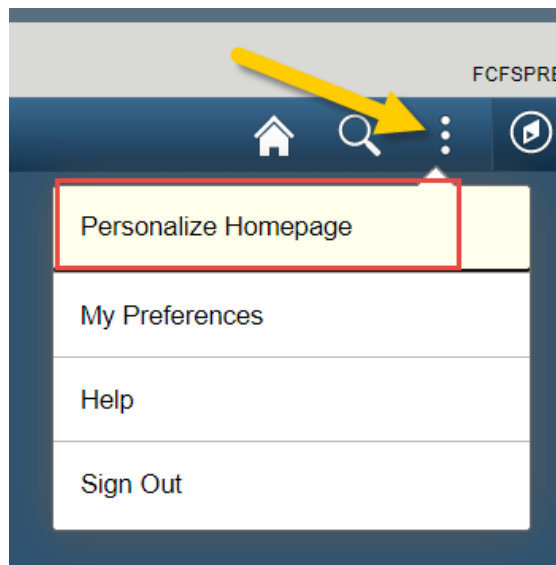 FCFSPRE
Personalize Homepage
My Preferences
Help
Sign Out